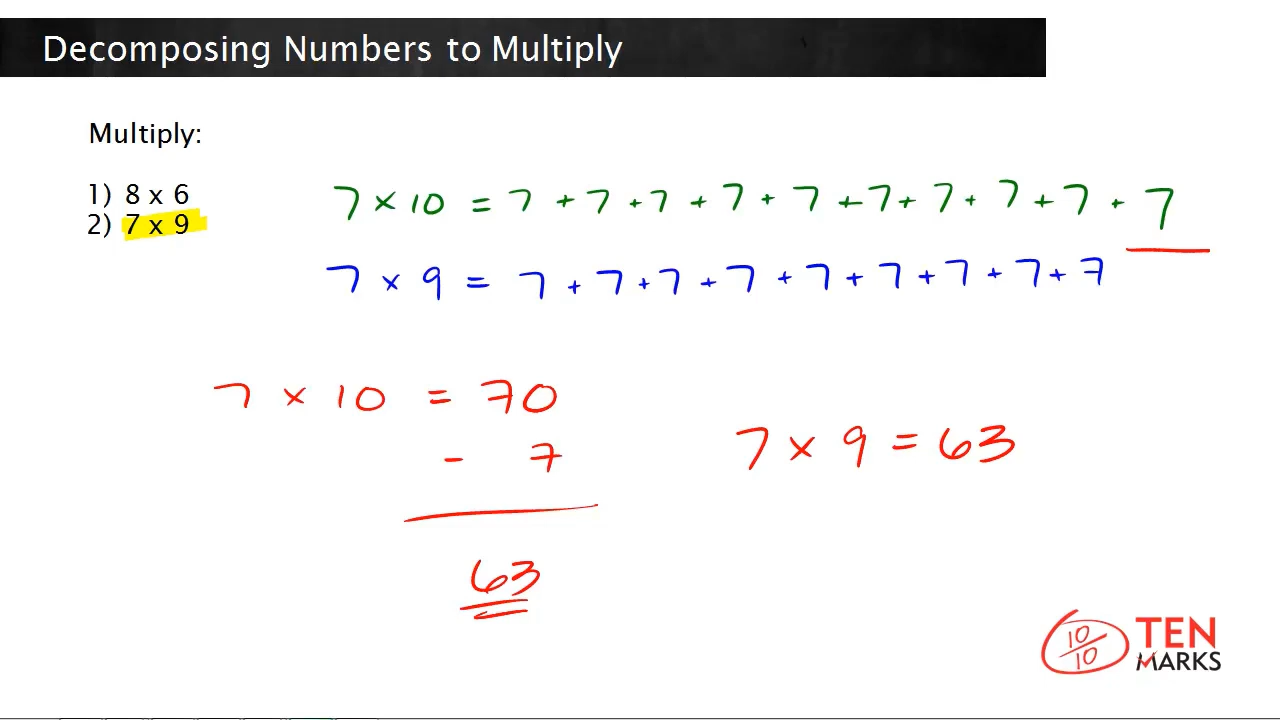 Decomposing Numbers to Multiply
Multiply:
1) 8 x 6
2) 7 x 9
7 × 10 = 7 + 7 + 7 + 7 + 7 + 7 + 7 + 7 + 7 + 7
7 × 9 = 7 + 7 + 7 + 7 + 7 + 7 + 7 + 7 + 7
7 × 10 = 70
- 7
63
7 × 9 = 63
10
10
TEN
MARKS